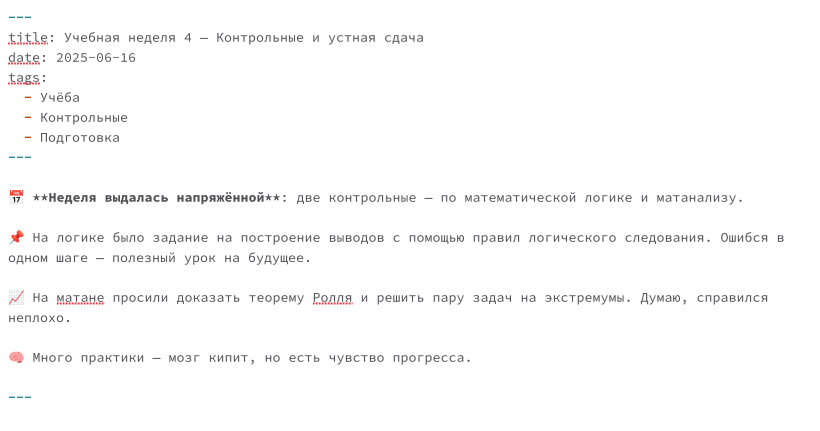 ---
title: Учебная неделя 4 — Контрольные и устная сдача
date: 2025-06-16
tags:
  - Учёба
  - Контрольные
  - Подготовка
---
📅 **Неделя выдалась напряжённой**: две контрольные — по математической логике и матанализу.
📌 На логике было задание на построение выводов с помощью правил логического следования. Ошибся в
одном шаге — полезный урок на будущее.
📈 На матане просили доказать теорему Ролля и решить пару задач на экстремумы. Думаю, справился
неплохо.
🧠 Много практики — мозг кипит, но есть чувство прогресса.
---